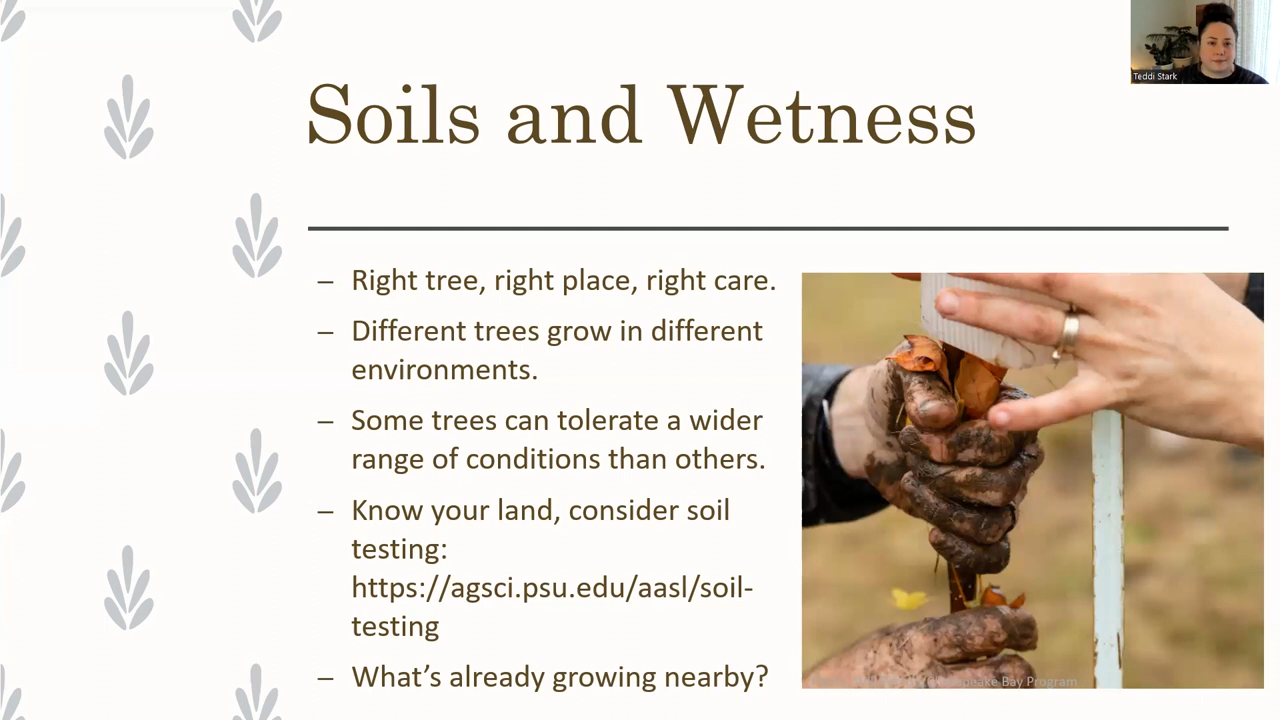 Teddi Stark
Soils and Wetness
– Right tree, right place, right care.
– Different trees grow in different
environments.
– Some trees can tolerate a wider
range of conditions than others.
– Know your land, consider soil
testing:
https://agsci.psu.edu/aasl/soil-
testing
– What’s already growing nearby?
Bay Program